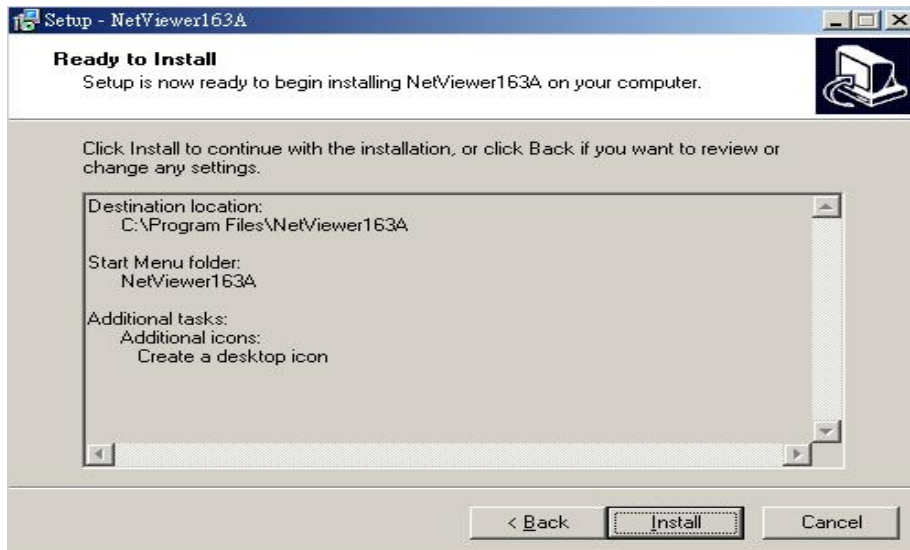 Setup - NetViewer163A
Ready to Install
Setup is now ready to begin installing NetViewer163A on your computer.
Click Install to continue with the installation, or click Back if you want to review or
change any settings.
Destination location:
C:\Program Files\NetViewer163A
Start Menu folder:
NetViewer163A
Additional tasks:
Additional icons:
Create a desktop icon
< Back
Install
Cancel